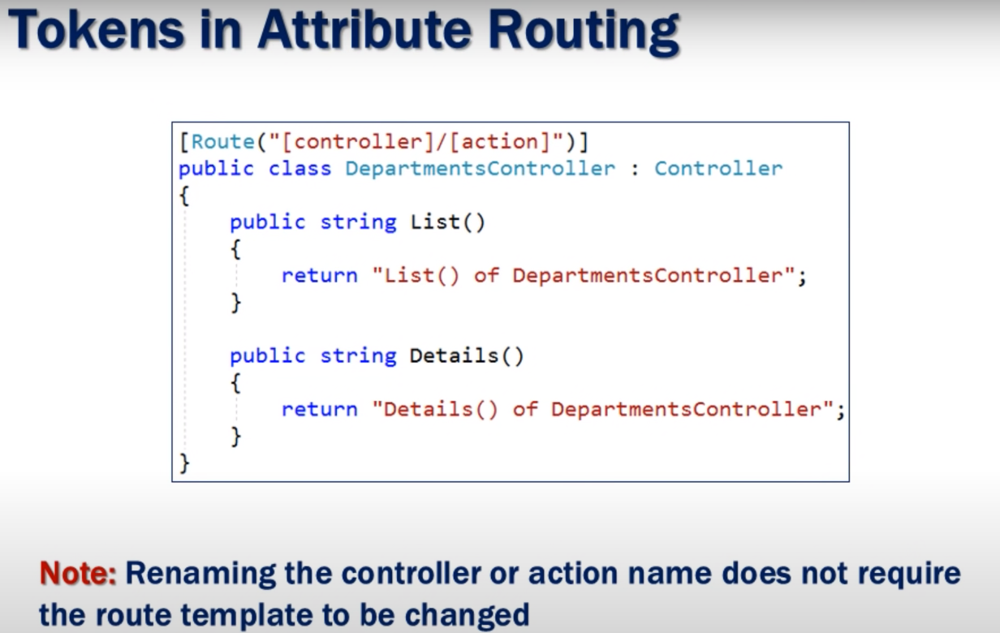 Tokens in Attribute Routing
[Route("[controller]/[action]")]
public class DepartmentsController : Controller
{
public string List()
{
return "List() of DepartmentsController";
}
public string Details()
{
return "Details() of DepartmentsController";
}
}
Note: Renaming the controller or action name does not require
the route template to be changed